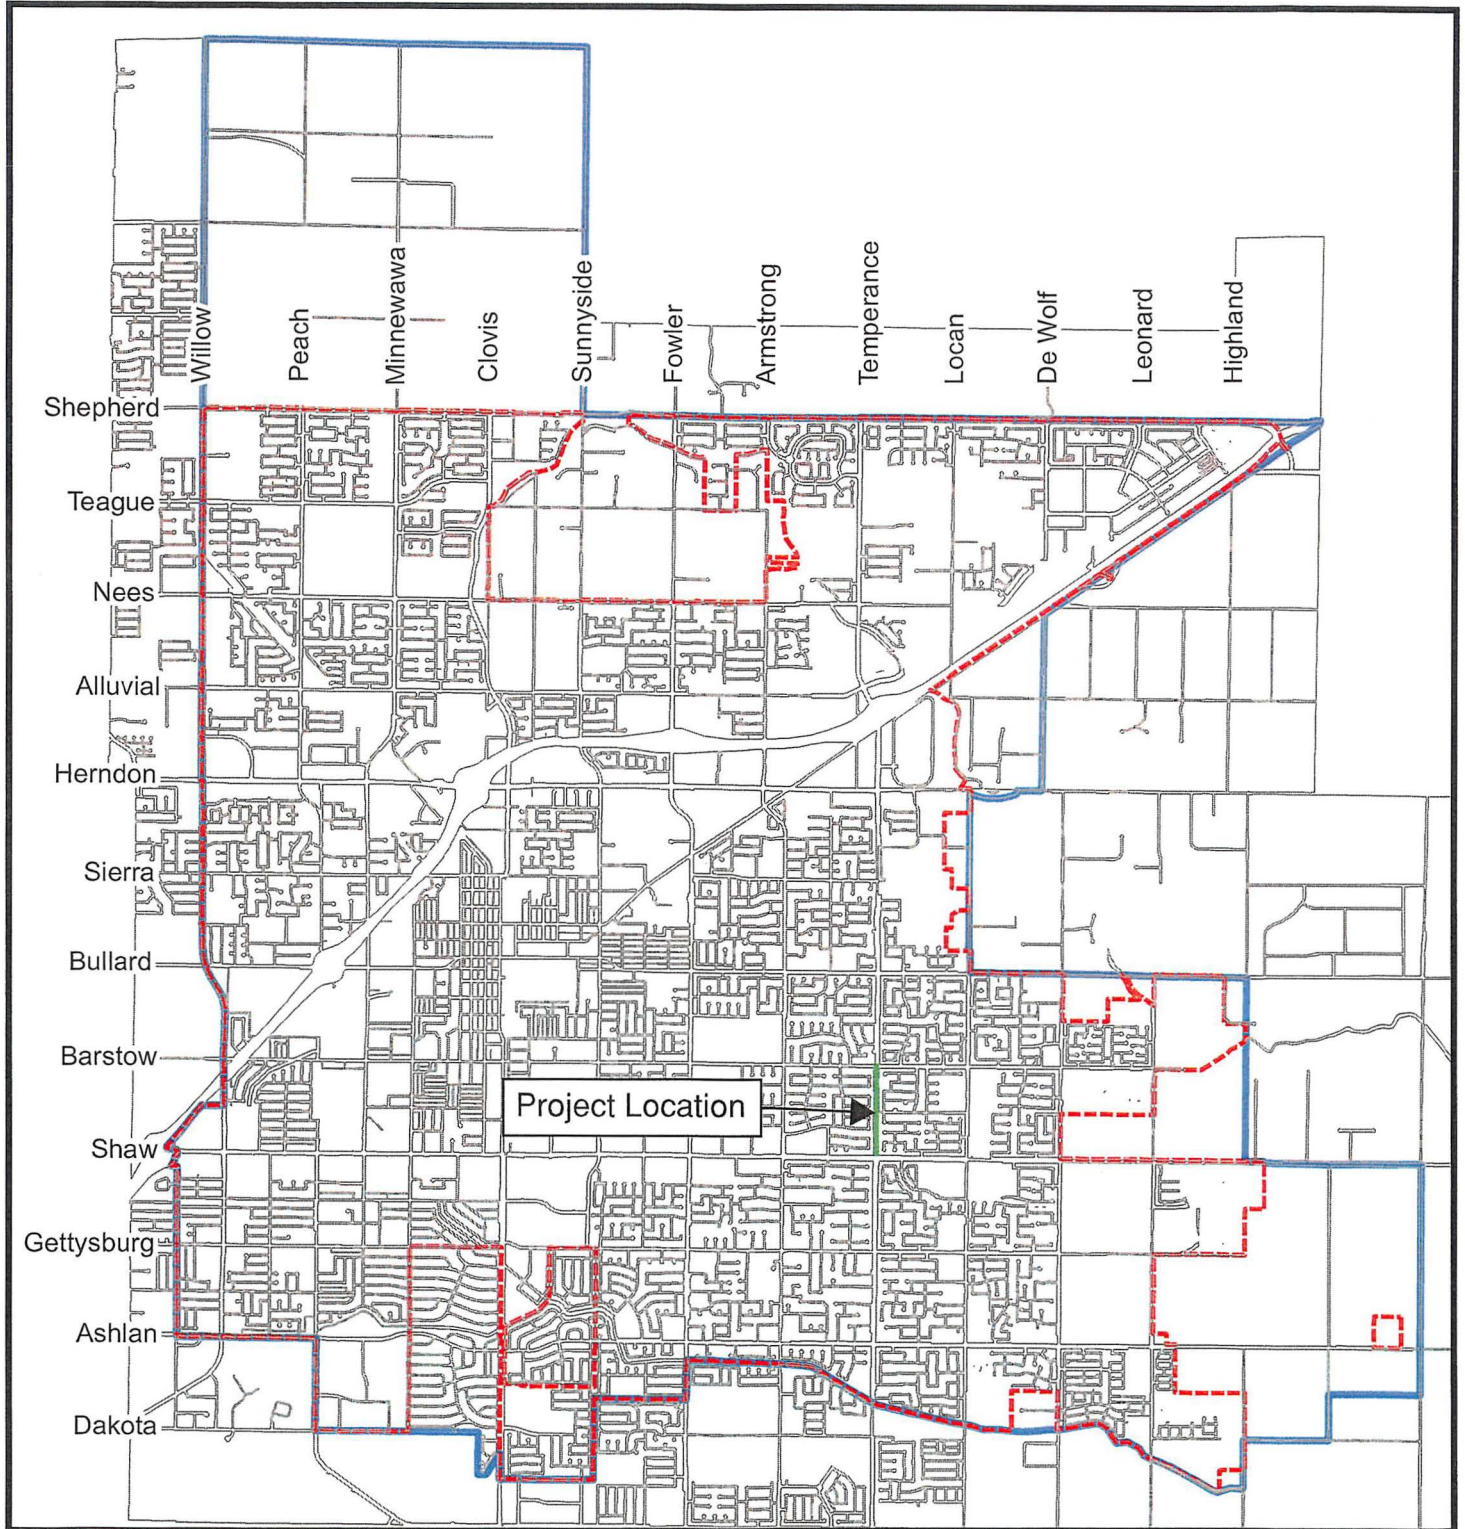 Willow
Peach
Minnewawa
Clovis
Sunnyside
Fowler
Armstrong
Temperance
Locan
De Wolf
Leonard
Highland
Shepherd
Teague
Nees
Alluvial
Herndon
Sierra
Bullard
Barstow
Project Location
Shaw
Gettysburg
Ashlan
Dakota